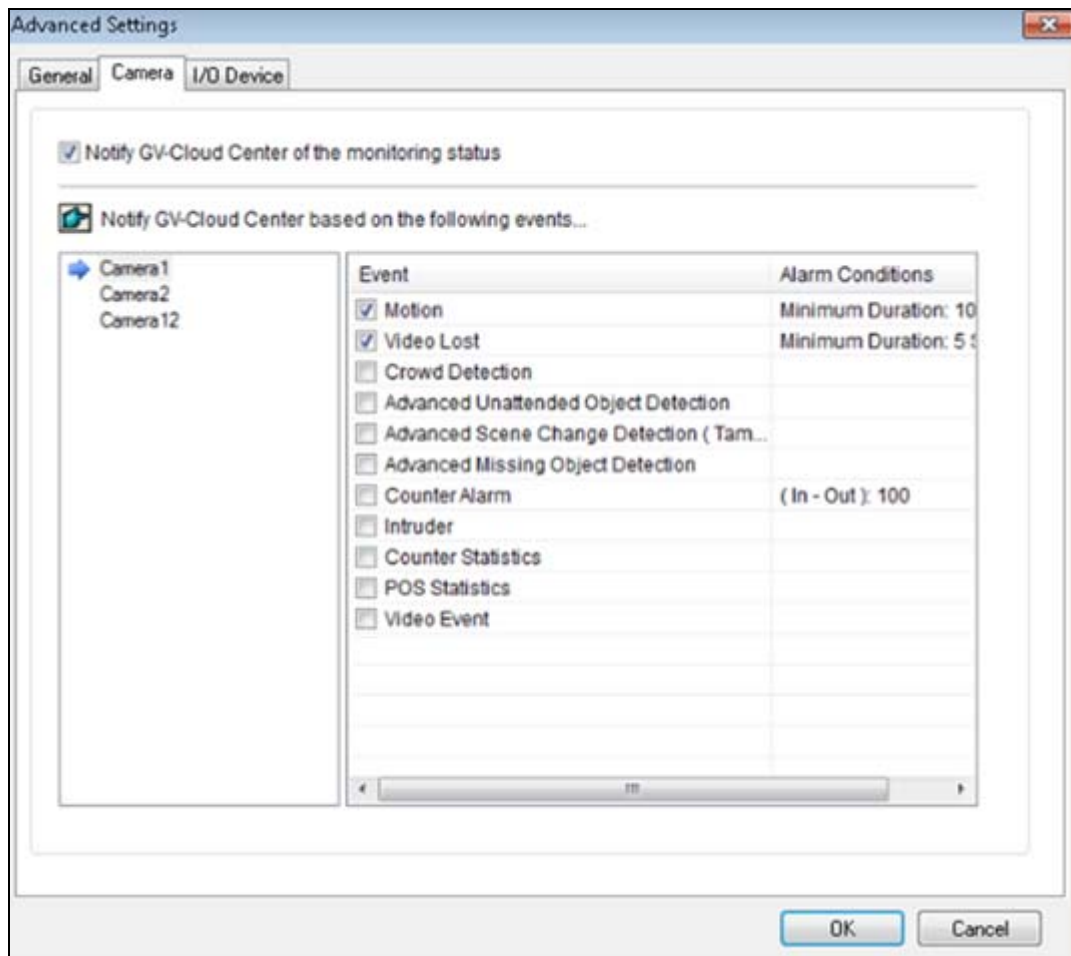 Advanced Settings
General Camera I/O Device
Notify GV-Cloud Center of the monitoring status
Notify GV-Cloud Center based on the following events...
Camera1
Camera2
Camera12
Event Alarm Conditions
Motion Minimum Duration: 10
Video Lost Minimum Duration: 5
Crowd Detection
Advanced Unattended Object Detection
Advanced Scene Change Detection ( Tam...
Advanced Missing Object Detection
Counter Alarm ( In - Out ): 100
Intruder
Counter Statistics
POS Statistics
Video Event
OK Cancel